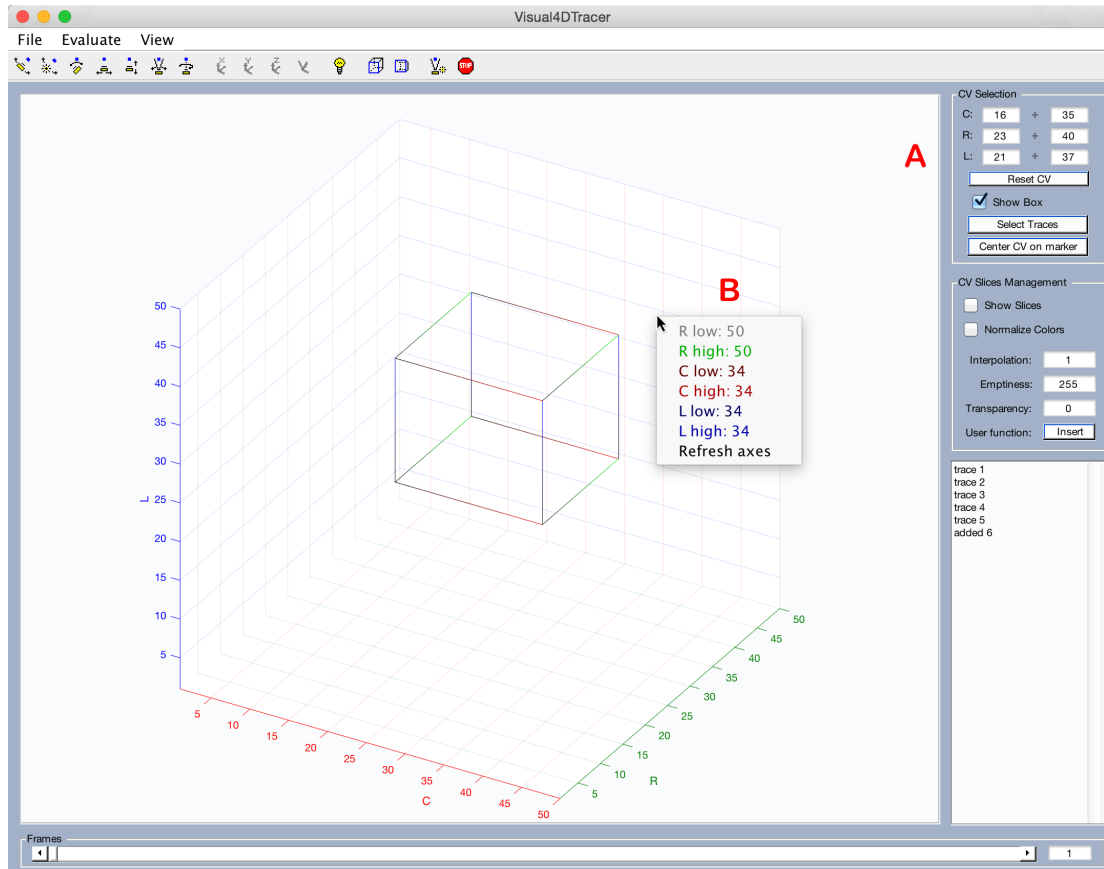 Visual4DTracer
File Evaluate View
X Y Z
STOP
CV Selection
C: 16 ÷ 35
R: 23 ÷ 40
L: 21 ÷ 37
Reset CV
Show Box
Select Traces
Center CV on marker
A
B
R low: 50
R high: 50
C low: 34
C high: 34
L low: 34
L high: 34
Refresh axes
CV Slices Management
Show Slices
Normalize Colors
Interpolation: 1
Emptiness: 255
Transparency: 0
User function: Insert
trace 1
trace 2
trace 3
trace 4
trace 5
added 6
50
45
40
35
30
L 25
20
15
10
5
5
10
15
20
25
30
35
40
45
50
C
5
10
15
20
25
30
35
40
45
50
R
Frames
1